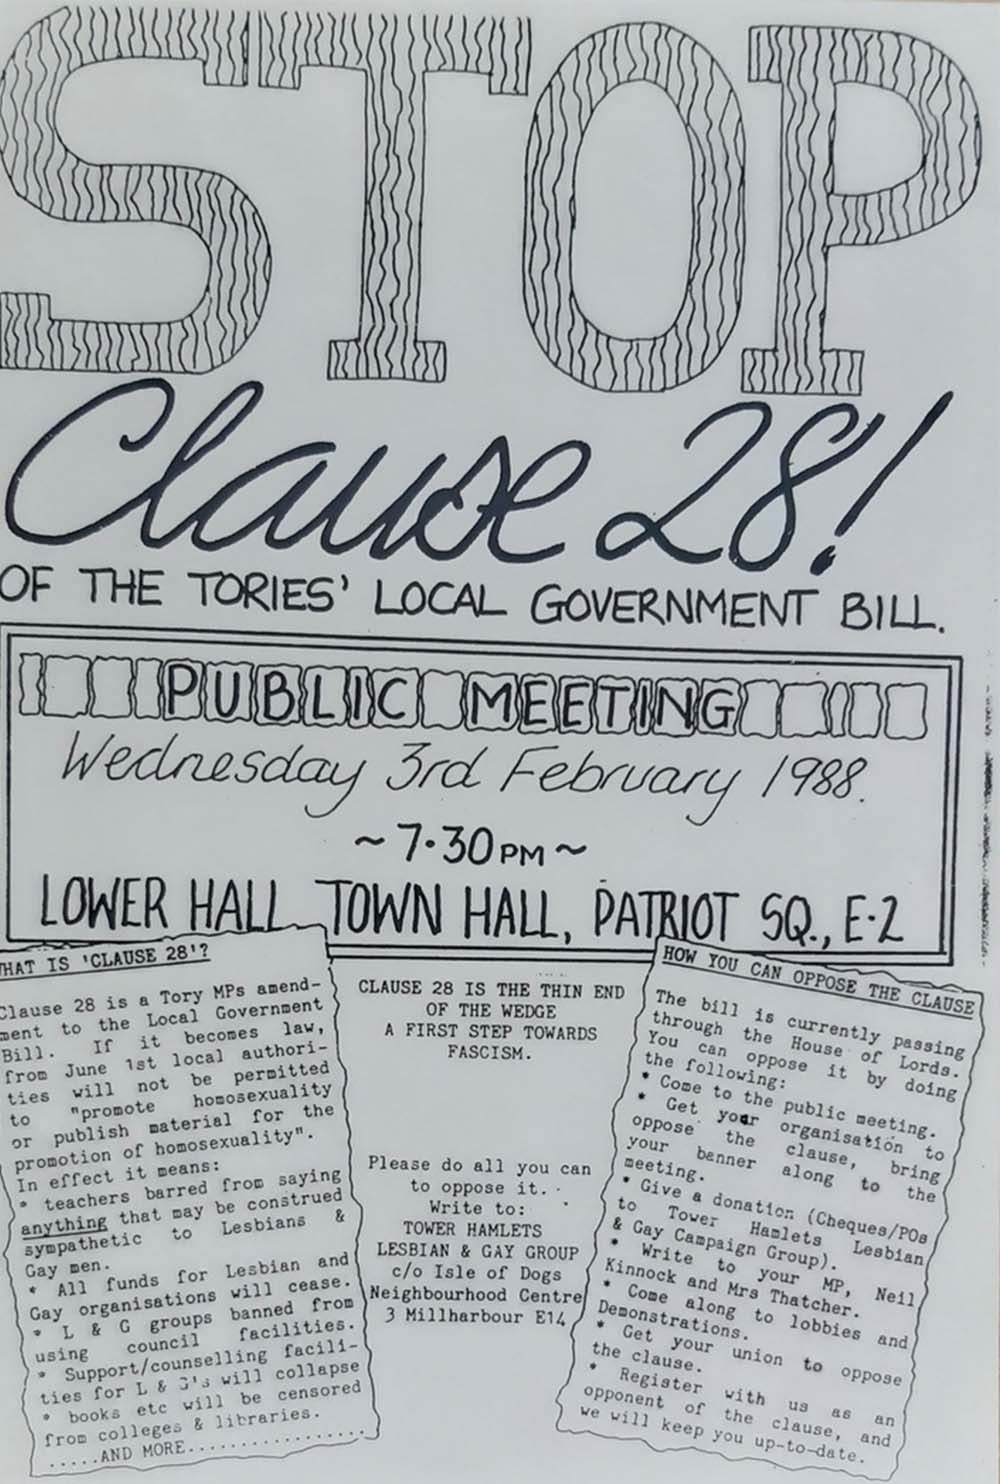 STOP
Clause 28!
OF THE TORIES' LOCAL GOVERNMENT BILL.
PUBLIC MEETING
Wednesday 3rd February 1988.
~ 7·30PM ~
LOWER HALL TOWN HALL, PATRIOT SQ., E·2
HAT IS 'CLAUSE 28'?
Clause 28 is a Tory MPs amend-
ment to the Local Government
Bill. If it becomes law,
from June 1st local authori-
ties will not be permitted
to "promote homosexuality
or publish material for the
promotion of homosexuality".
In effect it means:
* teachers barred from saying
anything that may be construed
sympathetic to Lesbians &
Gay men.
* All funds for Lesbian and
Gay organisations will cease.
* L & G groups banned from
using council facilities.
* Support/counselling facili-
ties for L & G's will collapse
* books etc will be censored
from colleges & libraries.
.....AND MORE.................
CLAUSE 28 IS THE THIN END
OF THE WEDGE
A FIRST STEP TOWARDS
FASCISM.
Please do all you can
to oppose it.
Write to:
TOWER HAMLETS
LESBIAN & GAY GROUP
c/o Isle of Dogs
Neighbourhood Centre
3 Millharbour E14
HOW YOU CAN OPPOSE THE CLAUSE
The bill is currently passing
through the House of Lords.
You can oppose it by doing
the following:
* Come to the public meeting.
* Get your organisation to
oppose the clause, bring
your banner along to the
meeting.
* Give a donation (Cheques/POs
to Tower Hamlets Lesbian
& Gay Campaign Group).
* Write to your MP, Neil
Kinnock and Mrs Thatcher.
* Come along to lobbies and
Demonstrations.
* Get your union to oppose
the clause.
* Register with us as an
opponent of the clause, and
we will keep you up-to-date.